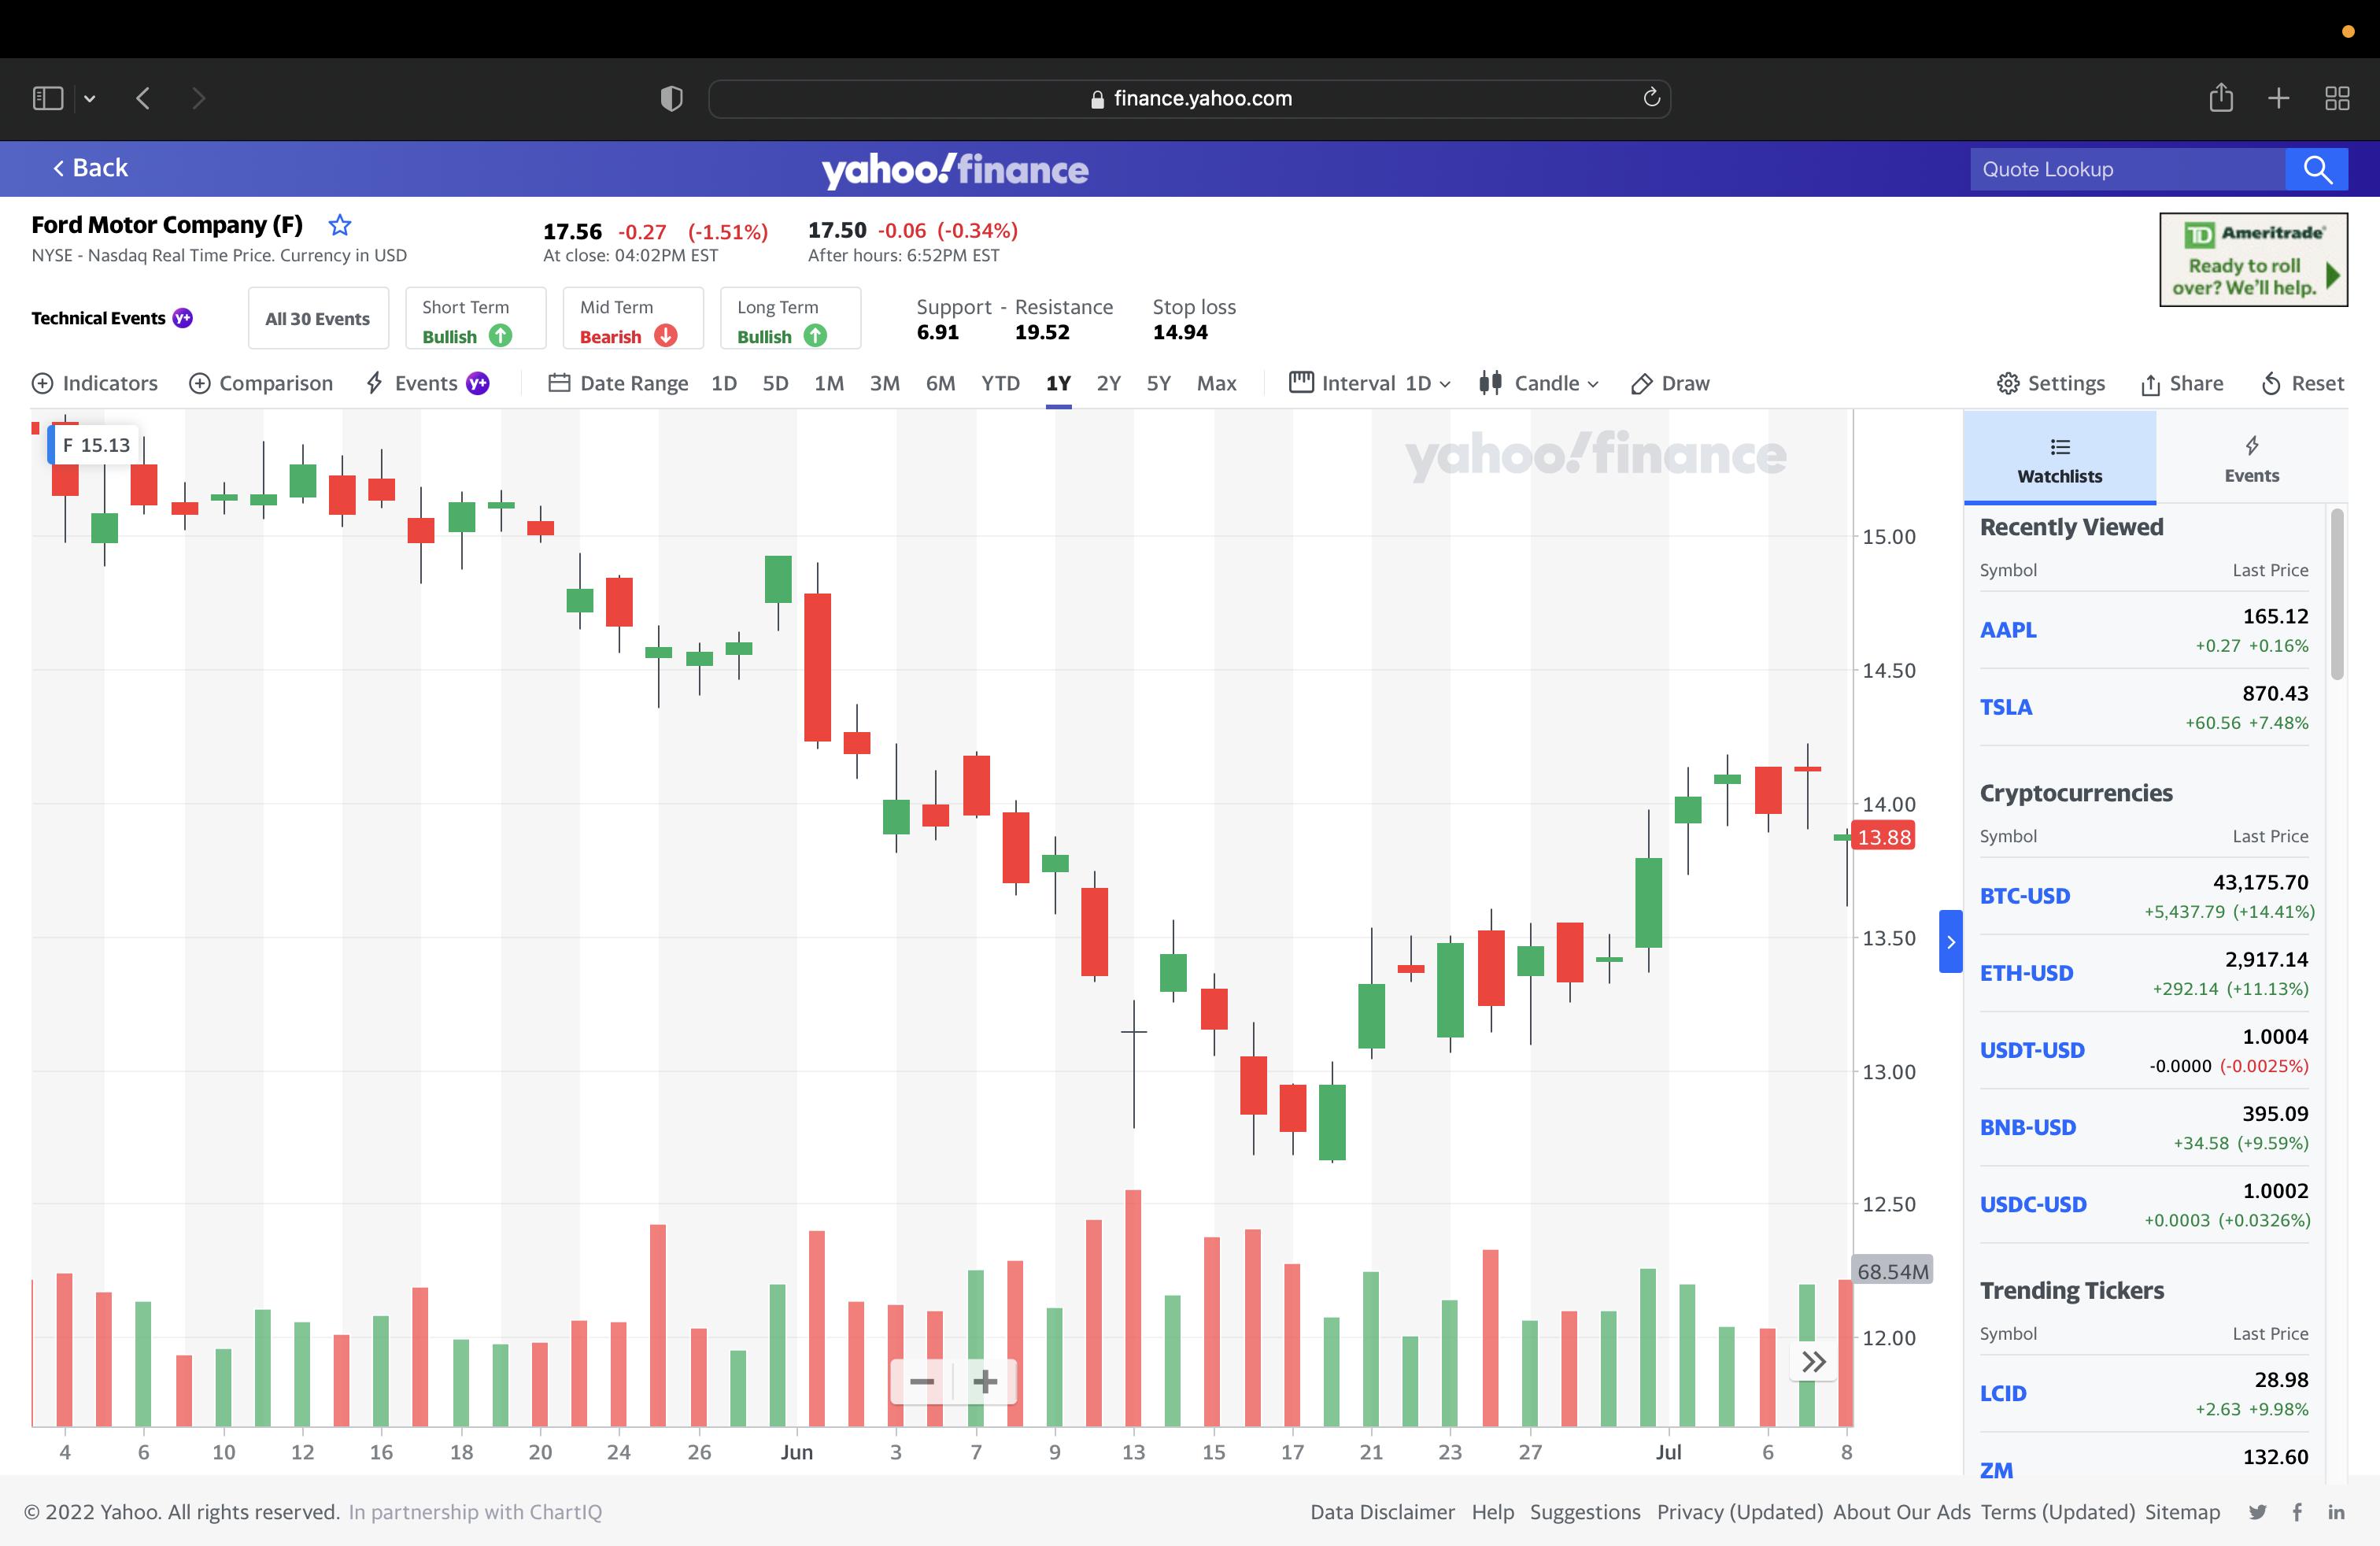 finance.yahoo.com
Back
yahoo!finance
Quote Lookup
Ford Motor Company (F)
NYSE - Nasdaq Real Time Price. Currency in USD
17.56 -0.27 (-1.51%)
At close: 04:02PM EST
17.50 -0.06 (-0.34%)
After hours: 6:52PM EST
TD Ameritrade
Ready to roll
over? We'll help.
Technical Events Y+
All 30 Events
Short Term
Bullish
Mid Term
Bearish
Long Term
Bullish
Support - Resistance
6.91 19.52
Stop loss
14.94
Indicators
Comparison
Events Y+
Date Range 1D 5D 1M 3M 6M YTD 1Y 2Y 5Y Max
Interval 1D
Candle
Draw
Settings
Share
Reset
F 15.13
yahoo!finance
15.00
14.50
14.00
13.88
13.50
13.00
12.50
68.54M
12.00
4 6 10 12 16 18 20 24 26 Jun 3 7 9 13 15 17 21 23 27 Jul 6 8
Watchlists
Events
Recently Viewed
Symbol Last Price
AAPL 165.12
+0.27 +0.16%
TSLA 870.43
+60.56 +7.48%
Cryptocurrencies
Symbol Last Price
BTC-USD 43,175.70
+5,437.79 (+14.41%)
ETH-USD 2,917.14
+292.14 (+11.13%)
USDT-USD 1.0004
-0.0000 (-0.0025%)
BNB-USD 395.09
+34.58 (+9.59%)
USDC-USD 1.0002
+0.0003 (+0.0326%)
Trending Tickers
Symbol Last Price
LCID 28.98
+2.63 +9.98%
ZM 132.60
© 2022 Yahoo. All rights reserved. In partnership with ChartIQ
Data Disclaimer Help Suggestions Privacy (Updated) About Our Ads Terms (Updated) Sitemap